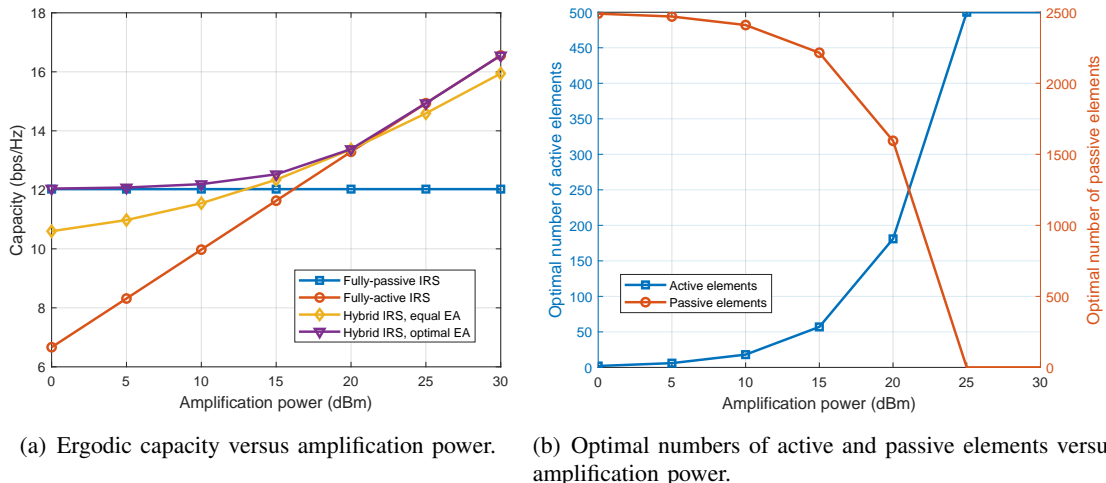 18
16
14
12
10
8
6
0 5 10 15 20 25 30
Capacity (bps/Hz)
Amplification power (dBm)
Fully-passive IRS
Fully-active IRS
Hybrid IRS, equal EA
Hybrid IRS, optimal EA
(a) Ergodic capacity versus amplification power.
500
450
400
350
300
250
200
150
100
50
0
Optimal number of active elements
0 5 10 15 20 25 30
Amplification power (dBm)
Active elements
Passive elements
2500
2000
1500
1000
500
0
Optimal number of passive elements
(b) Optimal numbers of active and passive elements versu
amplification power.